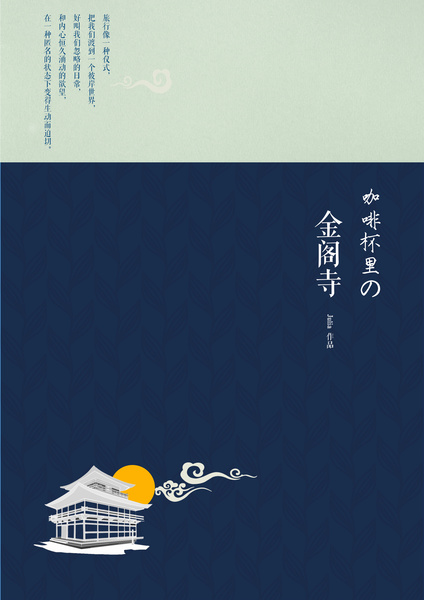 旅行像一种仪式，
把我们渡到一个彼岸世界，
好叫我们忽略的日常，
和内心恒久涌动的欲望，
在一种匿名的状态下变得生动而迫切。
咖啡杯里の
金阁寺
Julia 作品